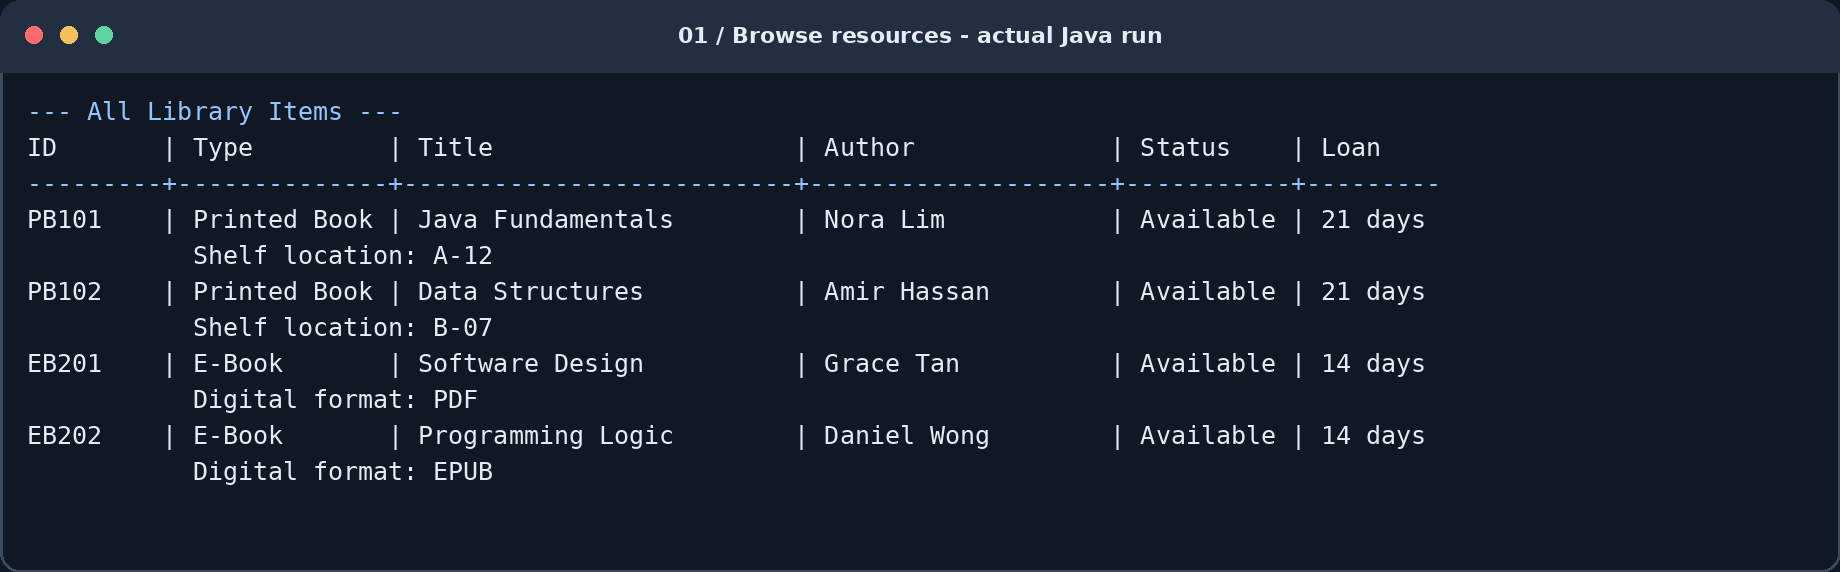 01 / Browse resources - actual Java run
--- All Library Items ---
ID       | Type         | Title                    | Author             | Status    | Loan
---------+--------------+--------------------------+--------------------+-----------+---------
PB101    | Printed Book | Java Fundamentals        | Nora Lim           | Available | 21 days
           Shelf location: A-12
PB102    | Printed Book | Data Structures          | Amir Hassan        | Available | 21 days
           Shelf location: B-07
EB201    | E-Book       | Software Design          | Grace Tan          | Available | 14 days
           Digital format: PDF
EB202    | E-Book       | Programming Logic        | Daniel Wong        | Available | 14 days
           Digital format: EPUB